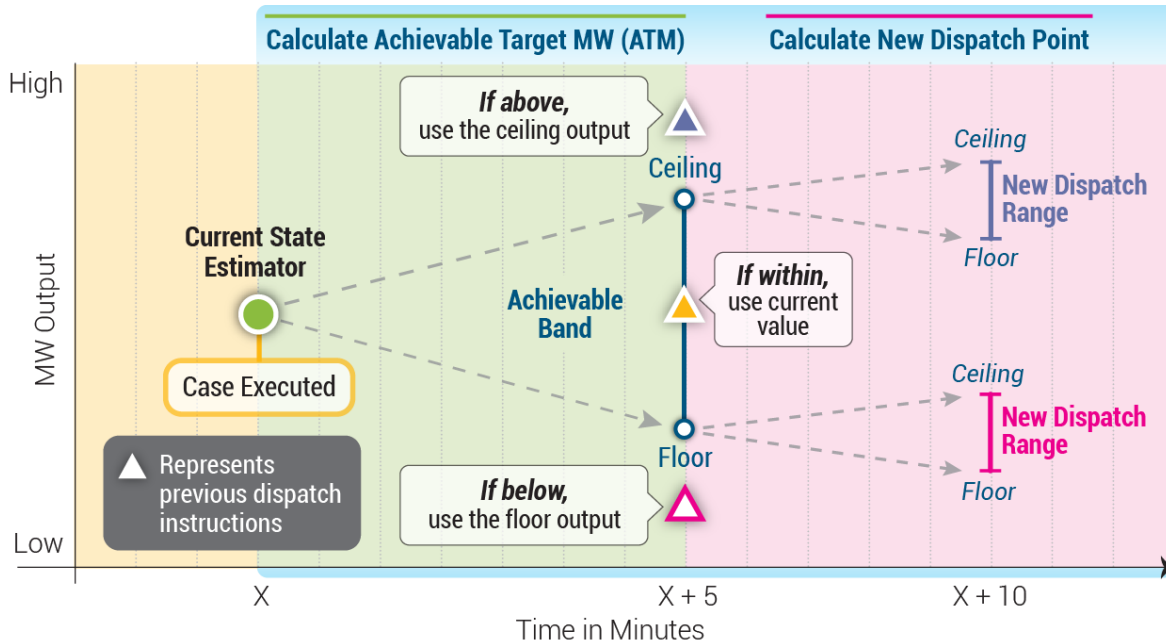 Calculate Achievable Target MW (ATM)
Calculate New Dispatch Point
High
MW Output
Low
If above,
use the ceiling output
Ceiling
Current State
Estimator
Case Executed
Achievable
Band
If within,
use current
value
Floor
If below,
use the floor output
Represents
previous dispatch
instructions
Ceiling
New Dispatch
Range
Floor
Ceiling
New Dispatch
Range
Floor
X
X + 5
X + 10
Time in Minutes